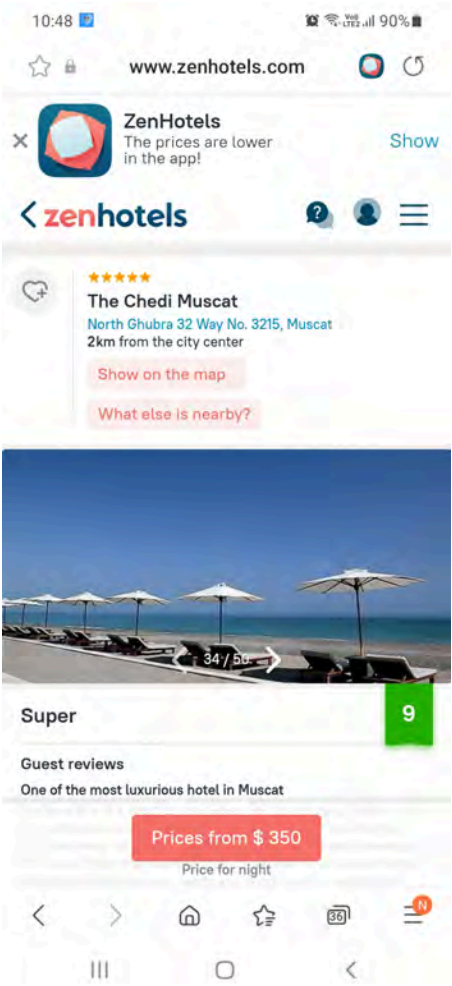 10:48
Vo)) LTE2 90%
www.zenhotels.com
ZenHotels
The prices are lower
in the app!
Show
zenhotels
The Chedi Muscat
North Ghubra 32 Way No. 3215, Muscat
2km from the city center
Show on the map
What else is nearby?
34 / 50
Super
9
Guest reviews
One of the most luxurious hotel in Muscat
Prices from $ 350
Price for night
36
N